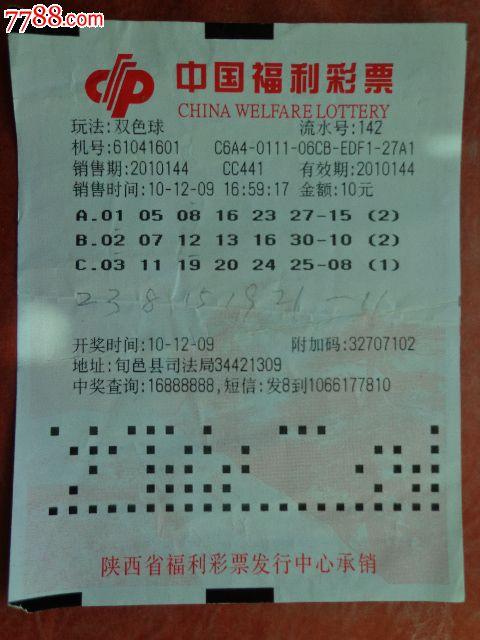 7788.com
中国福利彩票
CHINA WELFARE LOTTERY
玩法:双色球 流水号:142
机号:61041601 C6A4-0111-06CB-EDF1-27A1
销售期:2010144 CC441 有效期:2010144
销售时间:10-12-09 16:59:17 金额:10元
A.01 05 08 16 23 27-15 (2)
B.02 07 12 13 16 30-10 (2)
C.03 11 19 20 24 25-08 (1)
2 3 8 15 19 21 - 11
开奖时间:10-12-09 附加码:32707102
地址:旬邑县司法局34421309
中奖查询:16888888,短信:发8到1066177810
陕西省福利彩票发行中心承销